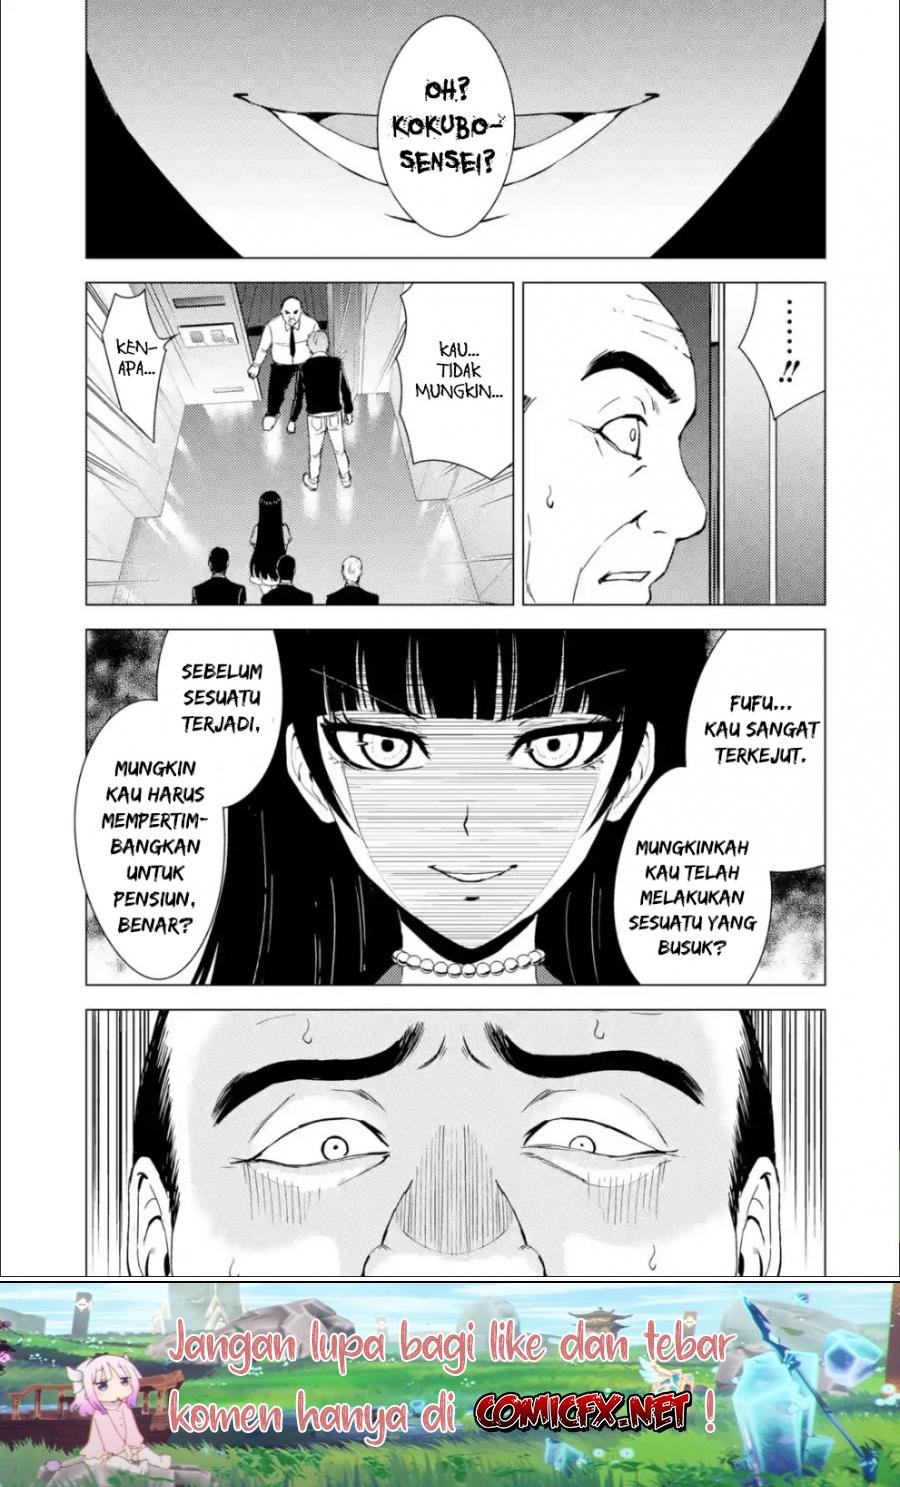 OH?
KOKUBO-
SENSEI?
......!!
KAU...
TIDAK
MUNGKIN...
KEN-
APA...
FUFU...
KAU SANGAT
TERKEJUT.
MUNGKINKAH
KAU TELAH
MELAKUKAN
SESUATU YANG
BUSUK?
SEBELUM
SESUATU
TERJADI,
MUNGKIN
KAU HARUS
MEMPERTIM-
BANGKAN
UNTUK
PENSIUN,
BENAR?
Jangan lupa bagi like dan tebar
komen hanya di COMICFX.NET !